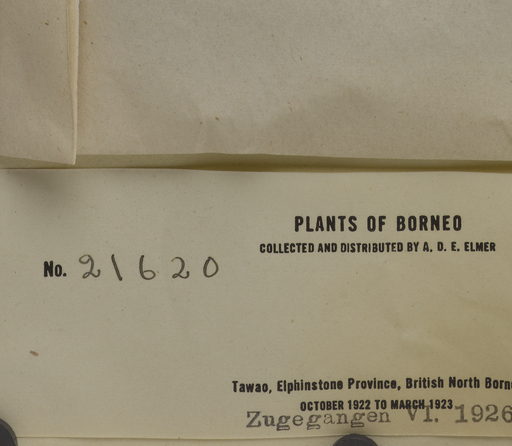 PLANTS OF BORNEO
COLLECTED AND DISTRIBUTED BY A. D. E. ELMER
No. 21620
Tawao, Elphinstone Province, British North Borne
OCTOBER 1922 TO MARCH 1923
Zugegangen VI. 1926